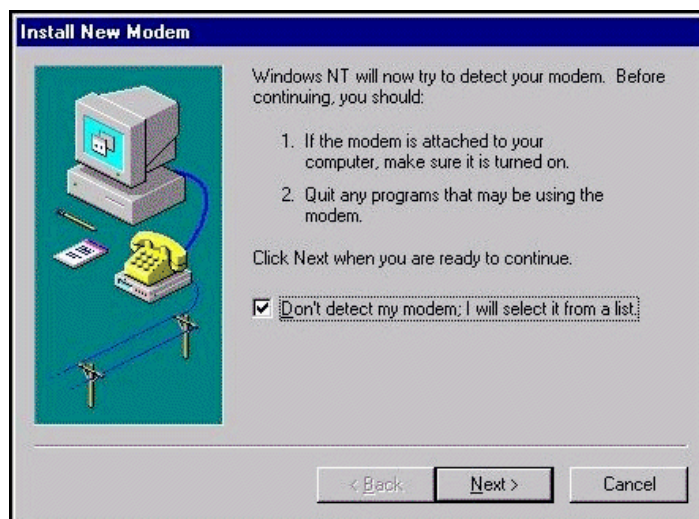 Install New Modem
Windows NT will now try to detect your modem.  Before
continuing, you should:
1.  If the modem is attached to your
computer, make sure it is turned on.
2.  Quit any programs that may be using the
modem.
Click Next when you are ready to continue.
Don't detect my modem; I will select it from a list.
< Back
Next >
Cancel